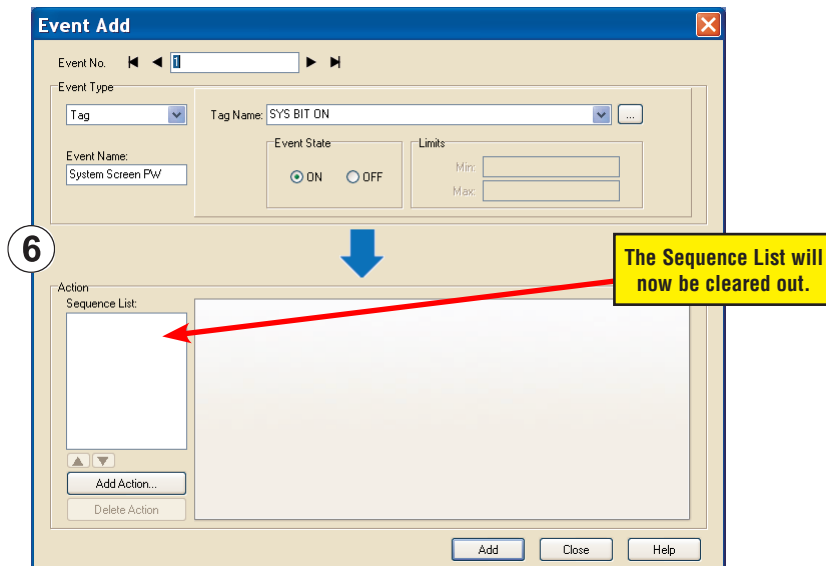 Event Add
Event No. 1
Event Type
Tag
Tag Name: SYS BIT ON
...
Event Name:
System Screen PW
Event State
ON OFF
Limits
Min:
Max:
6
The Sequence List will
now be cleared out.
Action
Sequence List:
Add Action...
Delete Action
Add Close Help